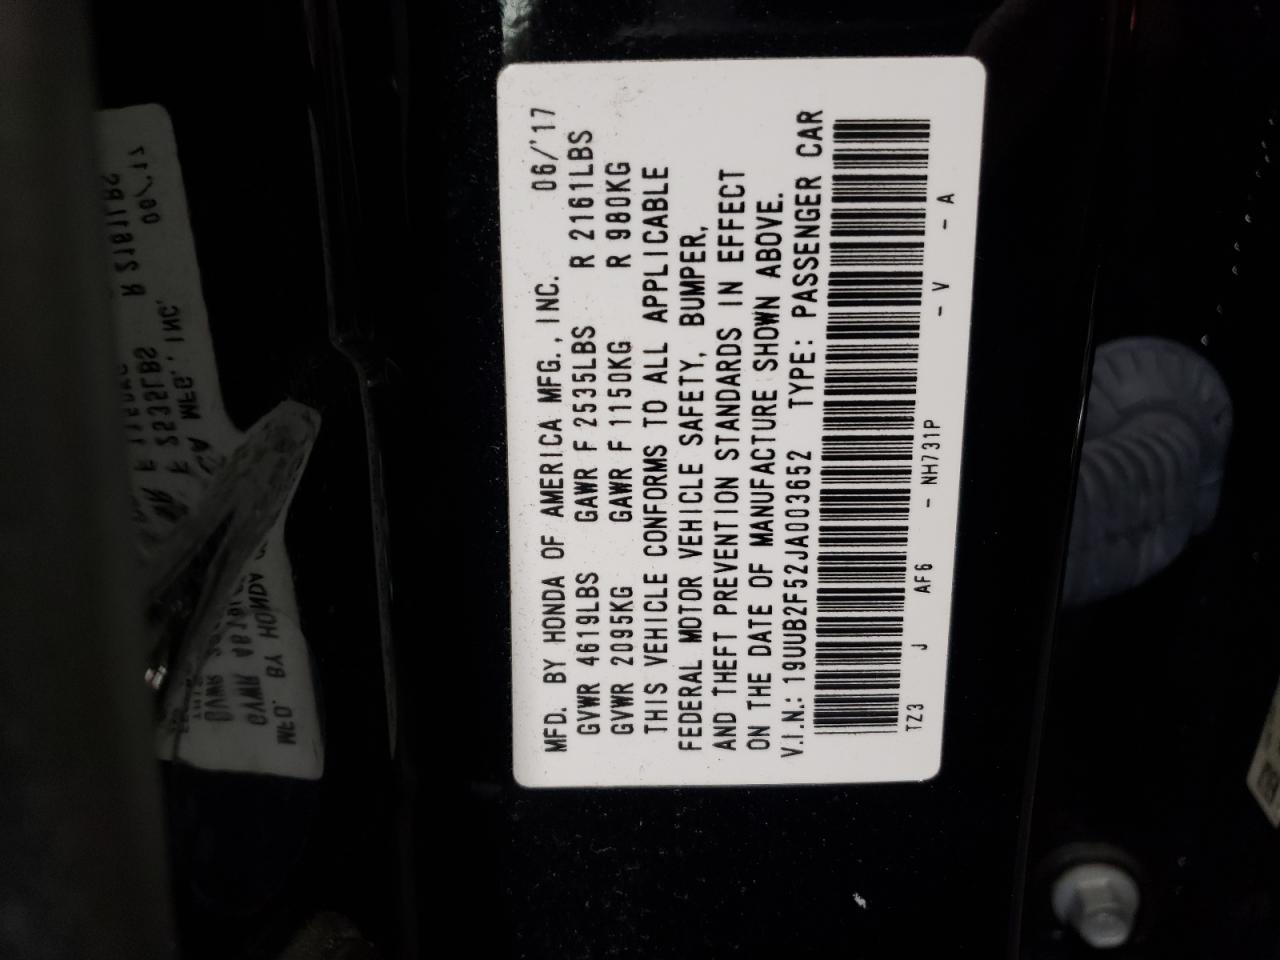 MFD. BY HONDA OF AMERICA MFG., INC. 06/'17
GVWR 4619LBS GAWR F 2535LBS R 2161LBS
GVWR 2095KG GAWR F 1150KG R 980KG
THIS VEHICLE CONFORMS TO ALL APPLICABLE
FEDERAL MOTOR VEHICLE SAFETY, BUMPER,
AND THEFT PREVENTION STANDARDS IN EFFECT
ON THE DATE OF MANUFACTURE SHOWN ABOVE.
V.I.N.: 19UUB2F52JA003652 TYPE: PASSENGER CAR
TZ3 J AF6 - NH731P - V - A